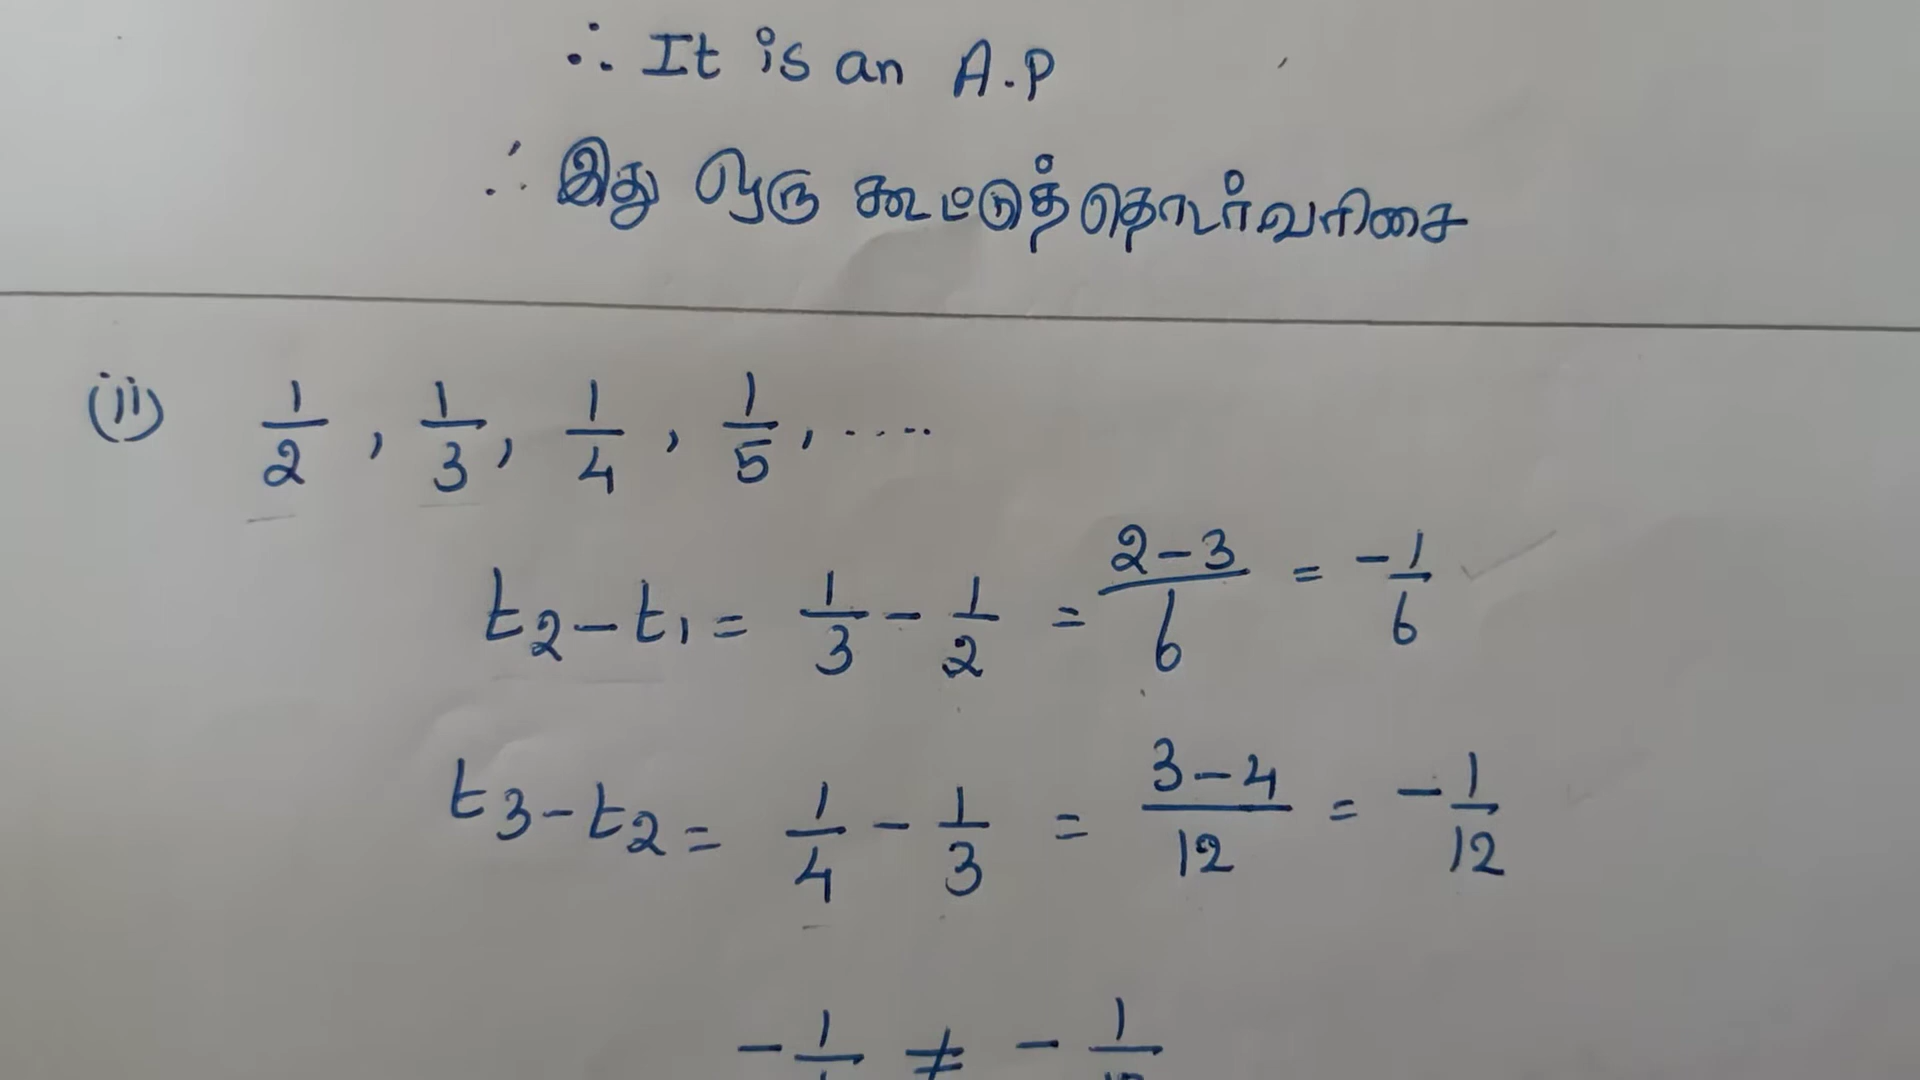 ∴ It is an A.P
∴ இது ஒரு கூட்டுத்தொடர்வரிசை
(ii) 1/2, 1/3, 1/4, 1/5, .....
t2 - t1 = 1/3 - 1/2 = (2-3)/6 = -1/6
t3 - t2 = 1/4 - 1/3 = (3-4)/12 = -1/12
-1/ ≠ -1/